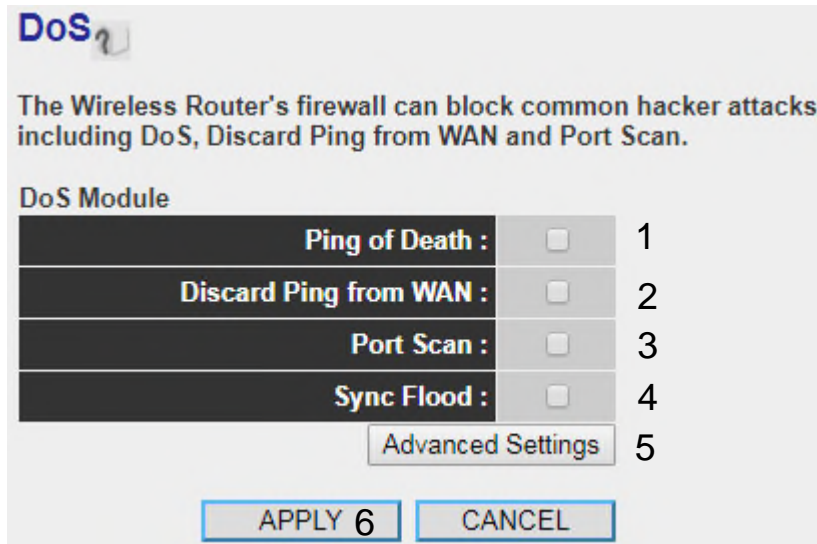 DoS
The Wireless Router's firewall can block common hacker attacks
including DoS, Discard Ping from WAN and Port Scan.
DoS Module
Ping of Death : 1
Discard Ping from WAN : 2
Port Scan : 3
Sync Flood : 4
Advanced Settings 5
APPLY 6 CANCEL